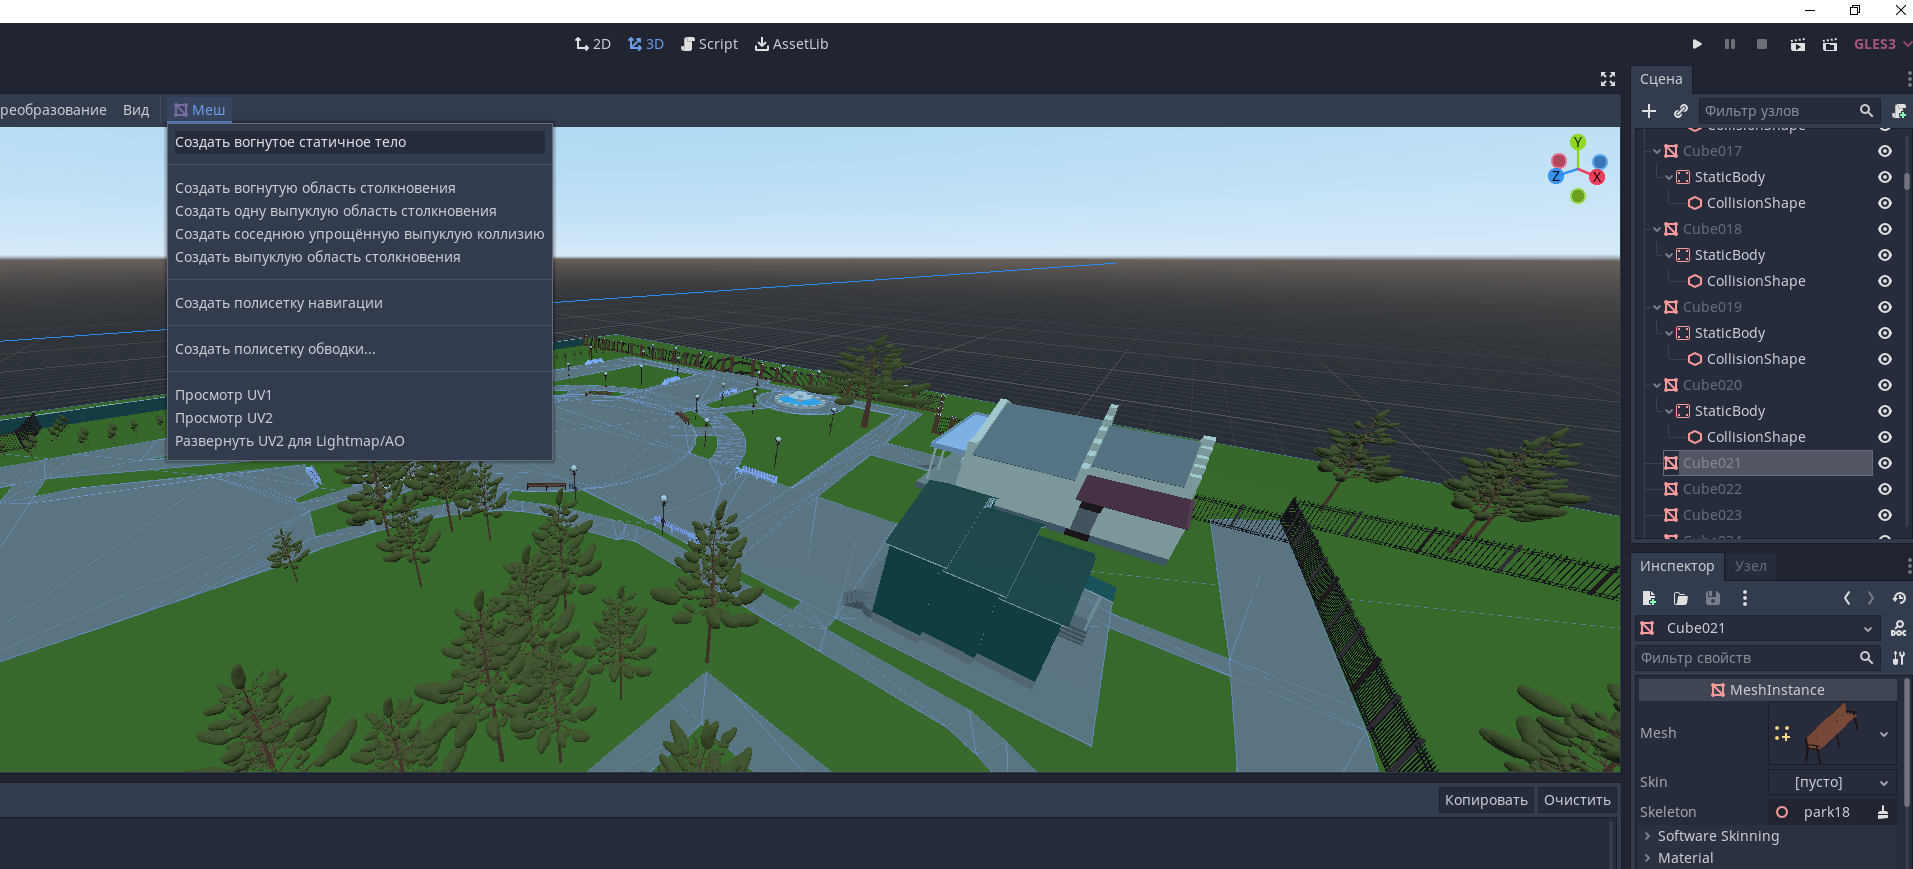 2D 3D Script AssetLib GLES3
Сцена
реобразование Вид Меш
Фильтр узлов
Создать вогнутое статичное тело
Создать вогнутую область столкновения
Создать одну выпуклую область столкновения
Создать соседнюю упрощённую выпуклую коллизию
Создать выпуклую область столкновения
Создать полисетку навигации
Создать полисетку обводки...
Просмотр UV1
Просмотр UV2
Развернуть UV2 для Lightmap/AO
Y
Z
X
CollisionShape
Cube017
StaticBody
CollisionShape
Cube018
StaticBody
CollisionShape
Cube019
StaticBody
CollisionShape
Cube020
StaticBody
CollisionShape
Cube021
Cube022
Cube023
Cube024
Инспектор Узел
Cube021
DOC
Фильтр свойств
MeshInstance
Mesh
Skin [пусто]
Skeleton park18
Software Skinning
Material
Копировать Очистить